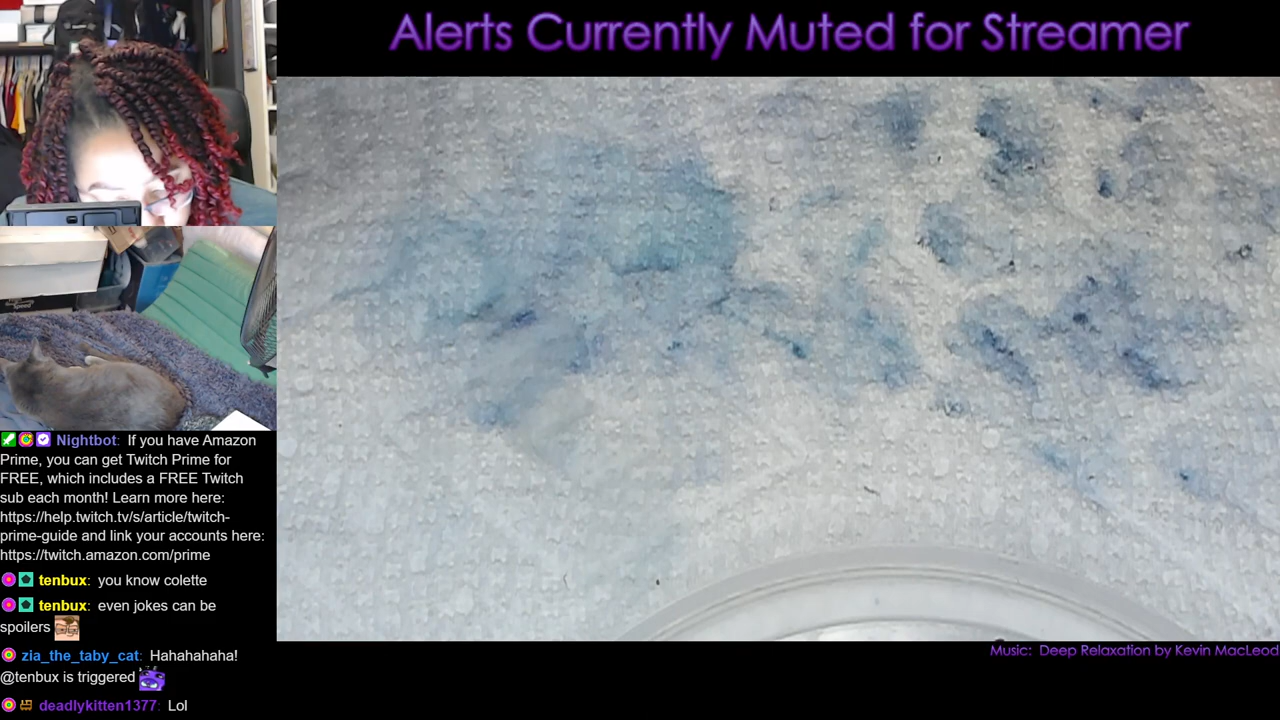 Alerts Currently Muted for Streamer
Nightbot: If you have Amazon
Prime, you can get Twitch Prime for
FREE, which includes a FREE Twitch
sub each month! Learn more here:
https://help.twitch.tv/s/article/twitch-
prime-guide and link your accounts here:
https://twitch.amazon.com/prime
tenbux: you know colette
tenbux: even jokes can be
spoilers
zia_the_taby_cat: Hahahahaha!
@tenbux is triggered
deadlykitten1377: Lol
Music: Deep Relaxation by Kevin MacLeod